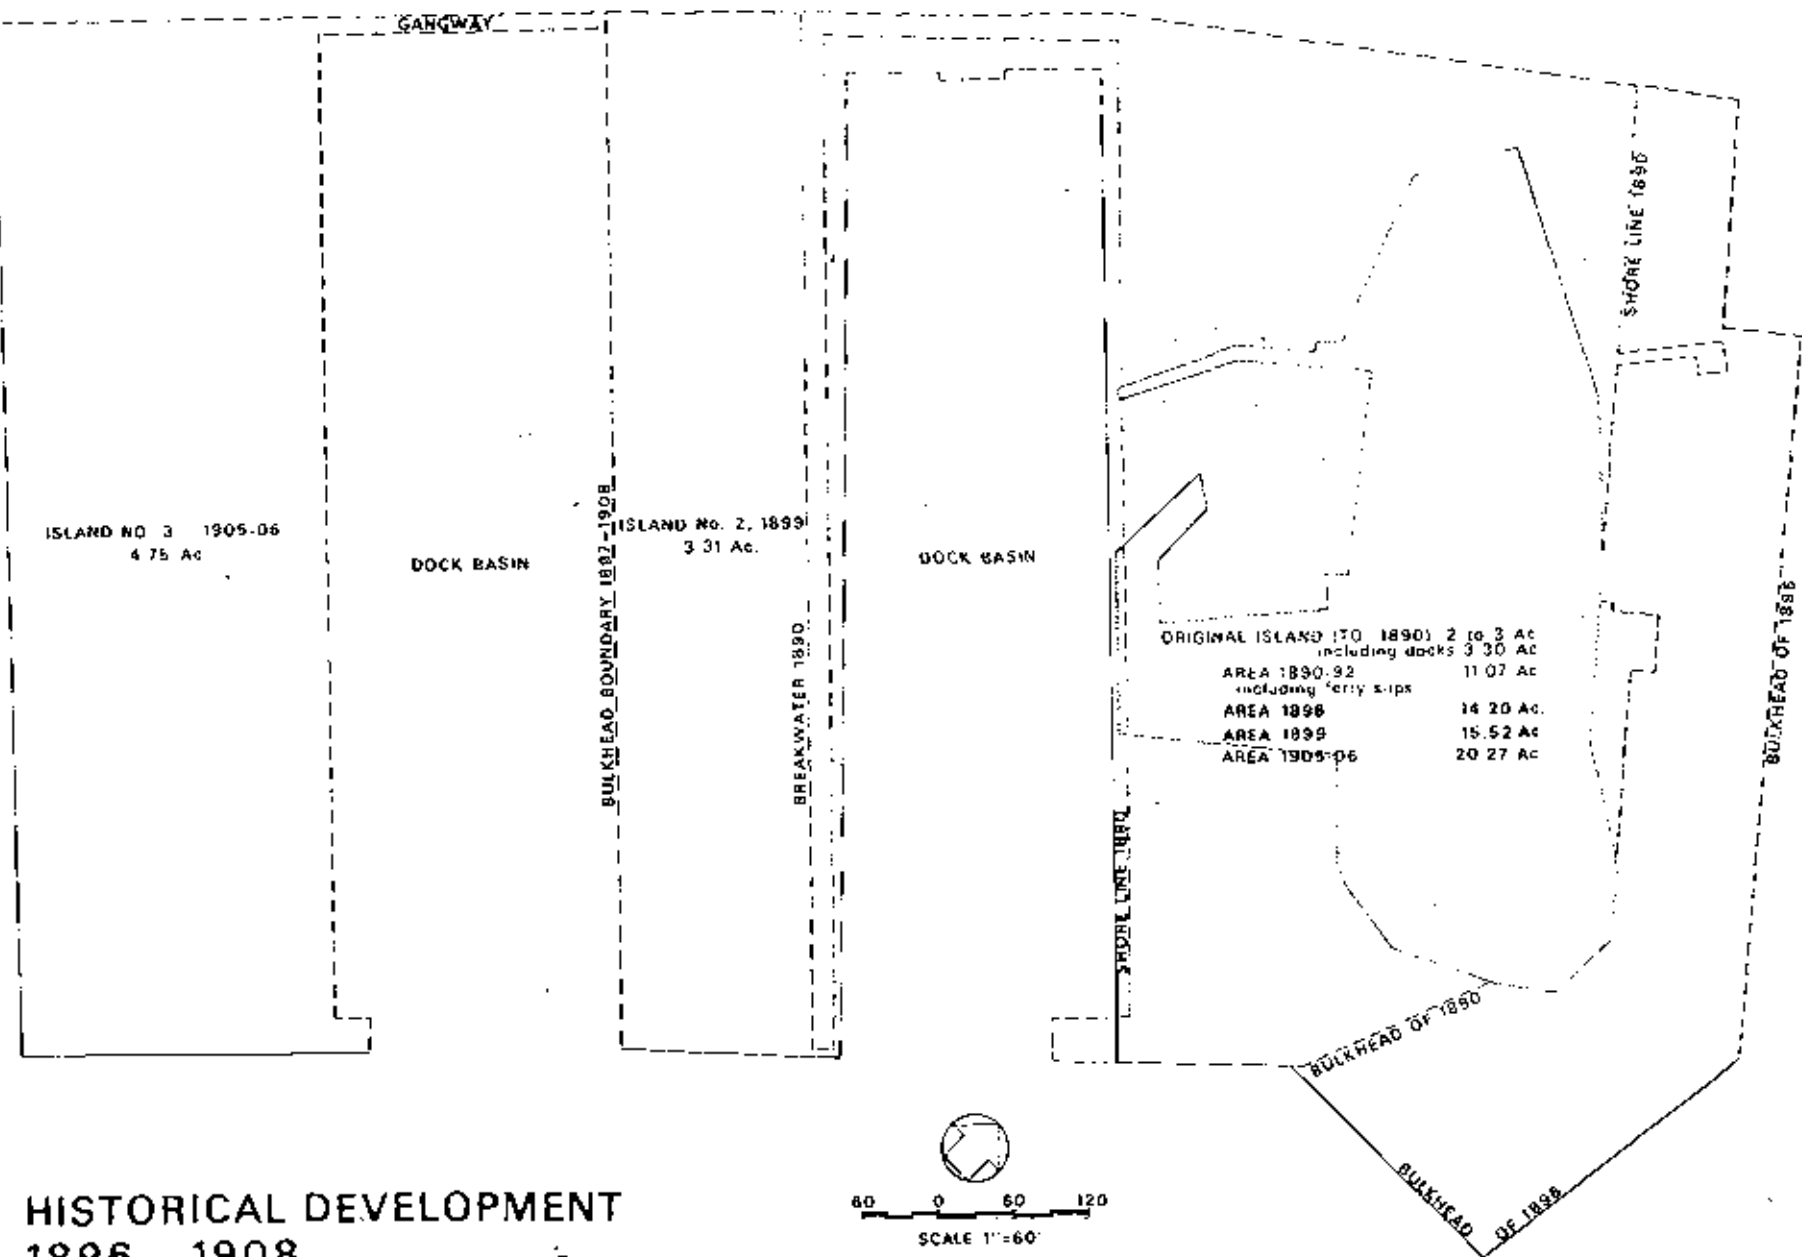 GANGWAY
SHORE LINE 1890
ISLAND NO 3 1905-06
4 75 Ac
DOCK BASIN
BULKHEAD BOUNDARY 1897-1908
ISLAND No. 2, 1899
3 31 Ac.
BREAKWATER 1890
DOCK BASIN
SHORE LINE 1890
ORIGINAL ISLAND (TO 1890) 2 to 3 Ac
including docks 3 30 Ac
AREA 1890-92 11 07 Ac
including ferry slips
AREA 1896 14 20 Ac.
AREA 1899 15.52 Ac
AREA 1905-06 20 27 Ac
BULKHEAD OF 1896
BULKHEAD OF 1890
BULKHEAD OF 1896
60 0 60 120
SCALE 1"=60'
HISTORICAL DEVELOPMENT
1896 1908